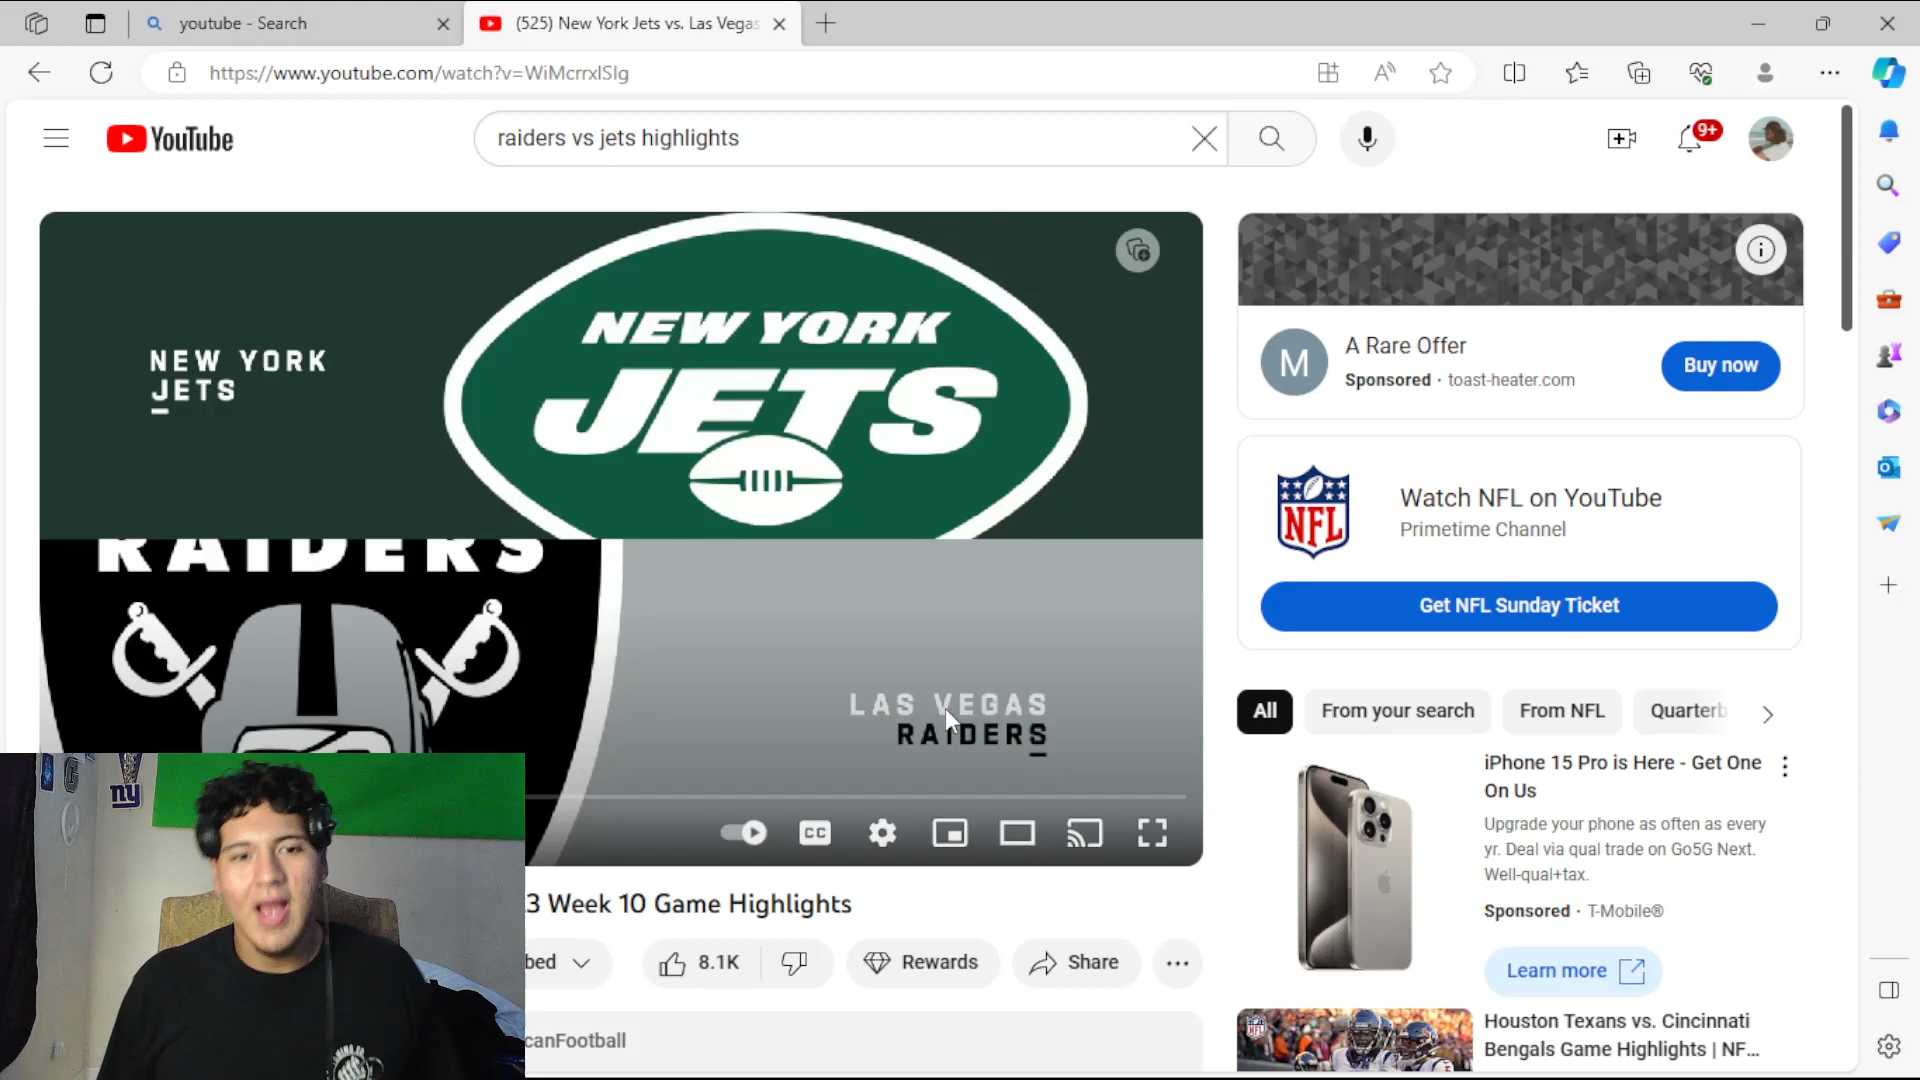 youtube - Search
(525) New York Jets vs. Las Vegas
https://www.youtube.com/watch?v=WiMcrrxlSIg
YouTube
raiders vs jets highlights
9+
NEW YORK
JETS
NEW YORK
JETS
RAIDERS
LAS VEGAS
RAIDERS
CC
ny
3 Week 10 Game Highlights
bed
8.1K
Rewards
Share
canFootball
M
A Rare Offer
Sponsored · toast-heater.com
Buy now
NFL
Watch NFL on YouTube
Primetime Channel
Get NFL Sunday Ticket
All
From your search
From NFL
Quarterb
iPhone 15 Pro is Here - Get One
On Us
Upgrade your phone as often as every
yr. Deal via qual trade on Go5G Next.
Well-qual+tax.
Sponsored · T-Mobile®
Learn more
Houston Texans vs. Cincinnati
Bengals Game Highlights | NF...